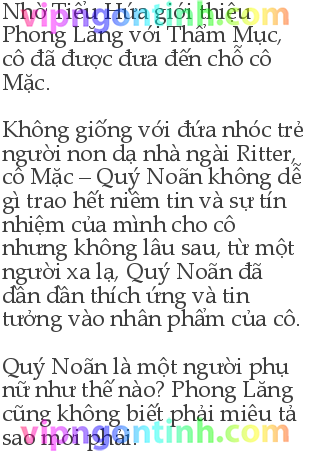 Nhờ Tiểu Hứa giới thiệu
vipngontinh.com
Phong Lăng với Thẩm Mục,
cô đã được đưa đến chỗ cô
Mặc.
Không giống với đứa nhóc trẻ
người non dạ nhà ngài Ritter,
cô Mặc – Quý Noãn không dễ
gì trao hết niềm tin và sự tín
nhiệm của mình cho cô
nhưng không lâu sau, từ một
người xa lạ, Quý Noãn đã
dần dần thích ứng và tin
tưởng vào nhân phẩm của cô.
Quý Noãn là một người phụ
nữ như thế nào? Phong Lăng
cũng không biết phải miêu tả
sao mới phải.
vipngontinh.com